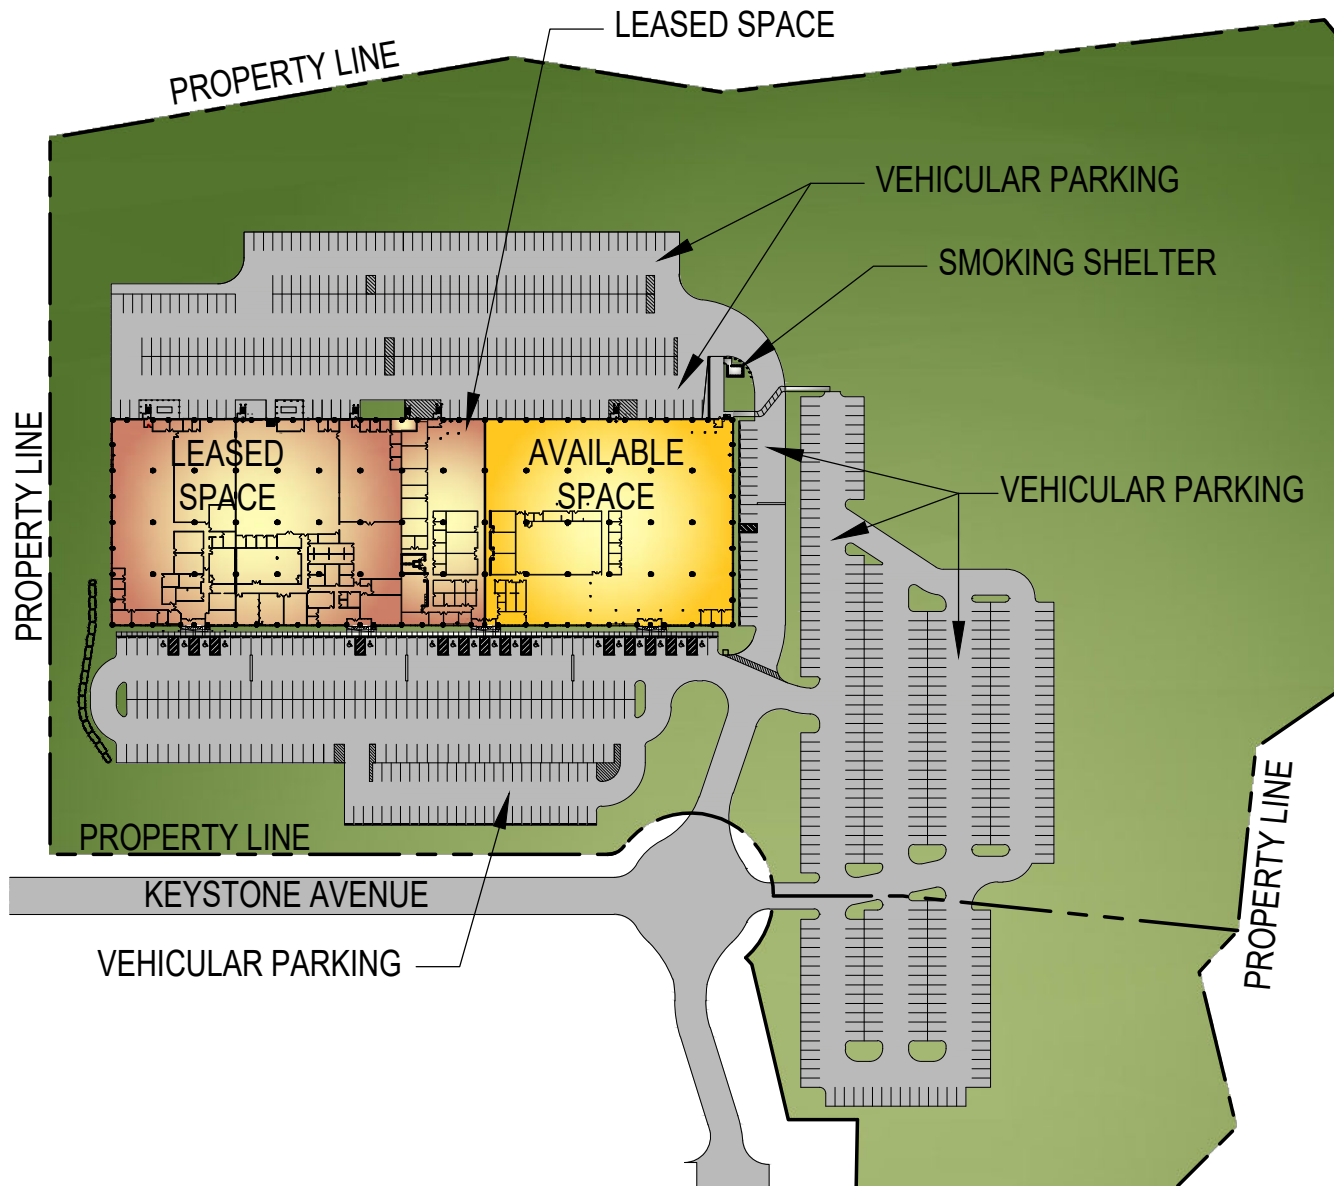 LEASED SPACE
PROPERTY LINE
VEHICULAR PARKING
SMOKING SHELTER
LEASED
SPACE
AVAILABLE
SPACE
PROPERTY LINE
VEHICULAR PARKING
PROPERTY LINE
PROPERTY LINE
KEYSTONE AVENUE
VEHICULAR PARKING